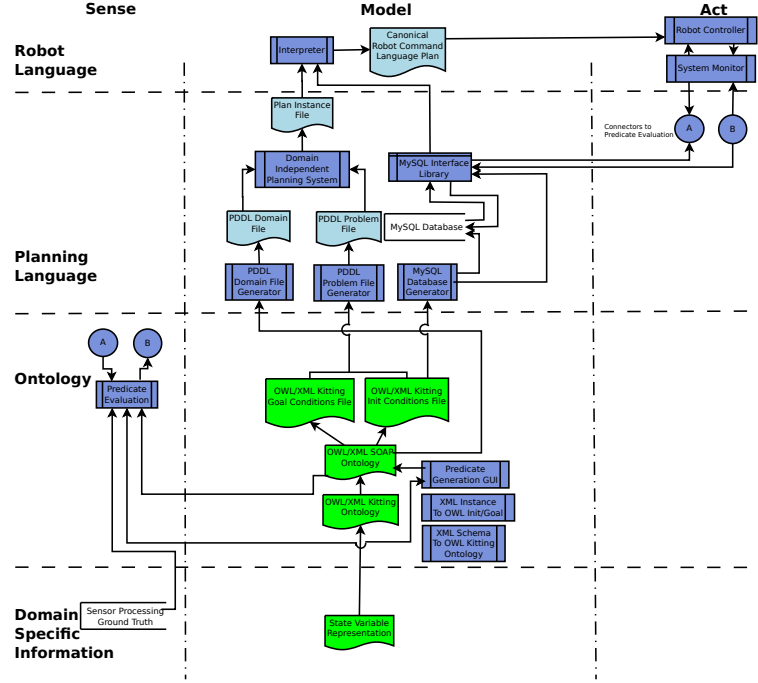 Sense
Model
Act
Robot
Language
Interpreter
Canonical
Robot Command
Language Plan
Robot Controller
System Monitor
Plan Instance
File
Connectors to
Predicate Evaluation
A
B
Domain
Independent
Planning System
MySQL Interface
Library
PDDL Domain
File
PDDL Problem
File
MySQL Database
Planning
Language
PDDL
Domain File
Generator
PDDL
Problem File
Generator
MySQL
Database
Generator
Ontology
A
B
Predicate
Evaluation
OWL/XML Kitting
Goal Conditions File
OWL/XML Kitting
Init Conditions File
OWL/XML SOAP
Ontology
Predicate
Generation GUI
OWL/XML Kitting
Ontology
XML Instance
To OWL Init/Goal
XML Schema
To OWL Kitting
Ontology
Domain
Specific
Information
Sensor Processing
Ground Truth
State Variable
Representation